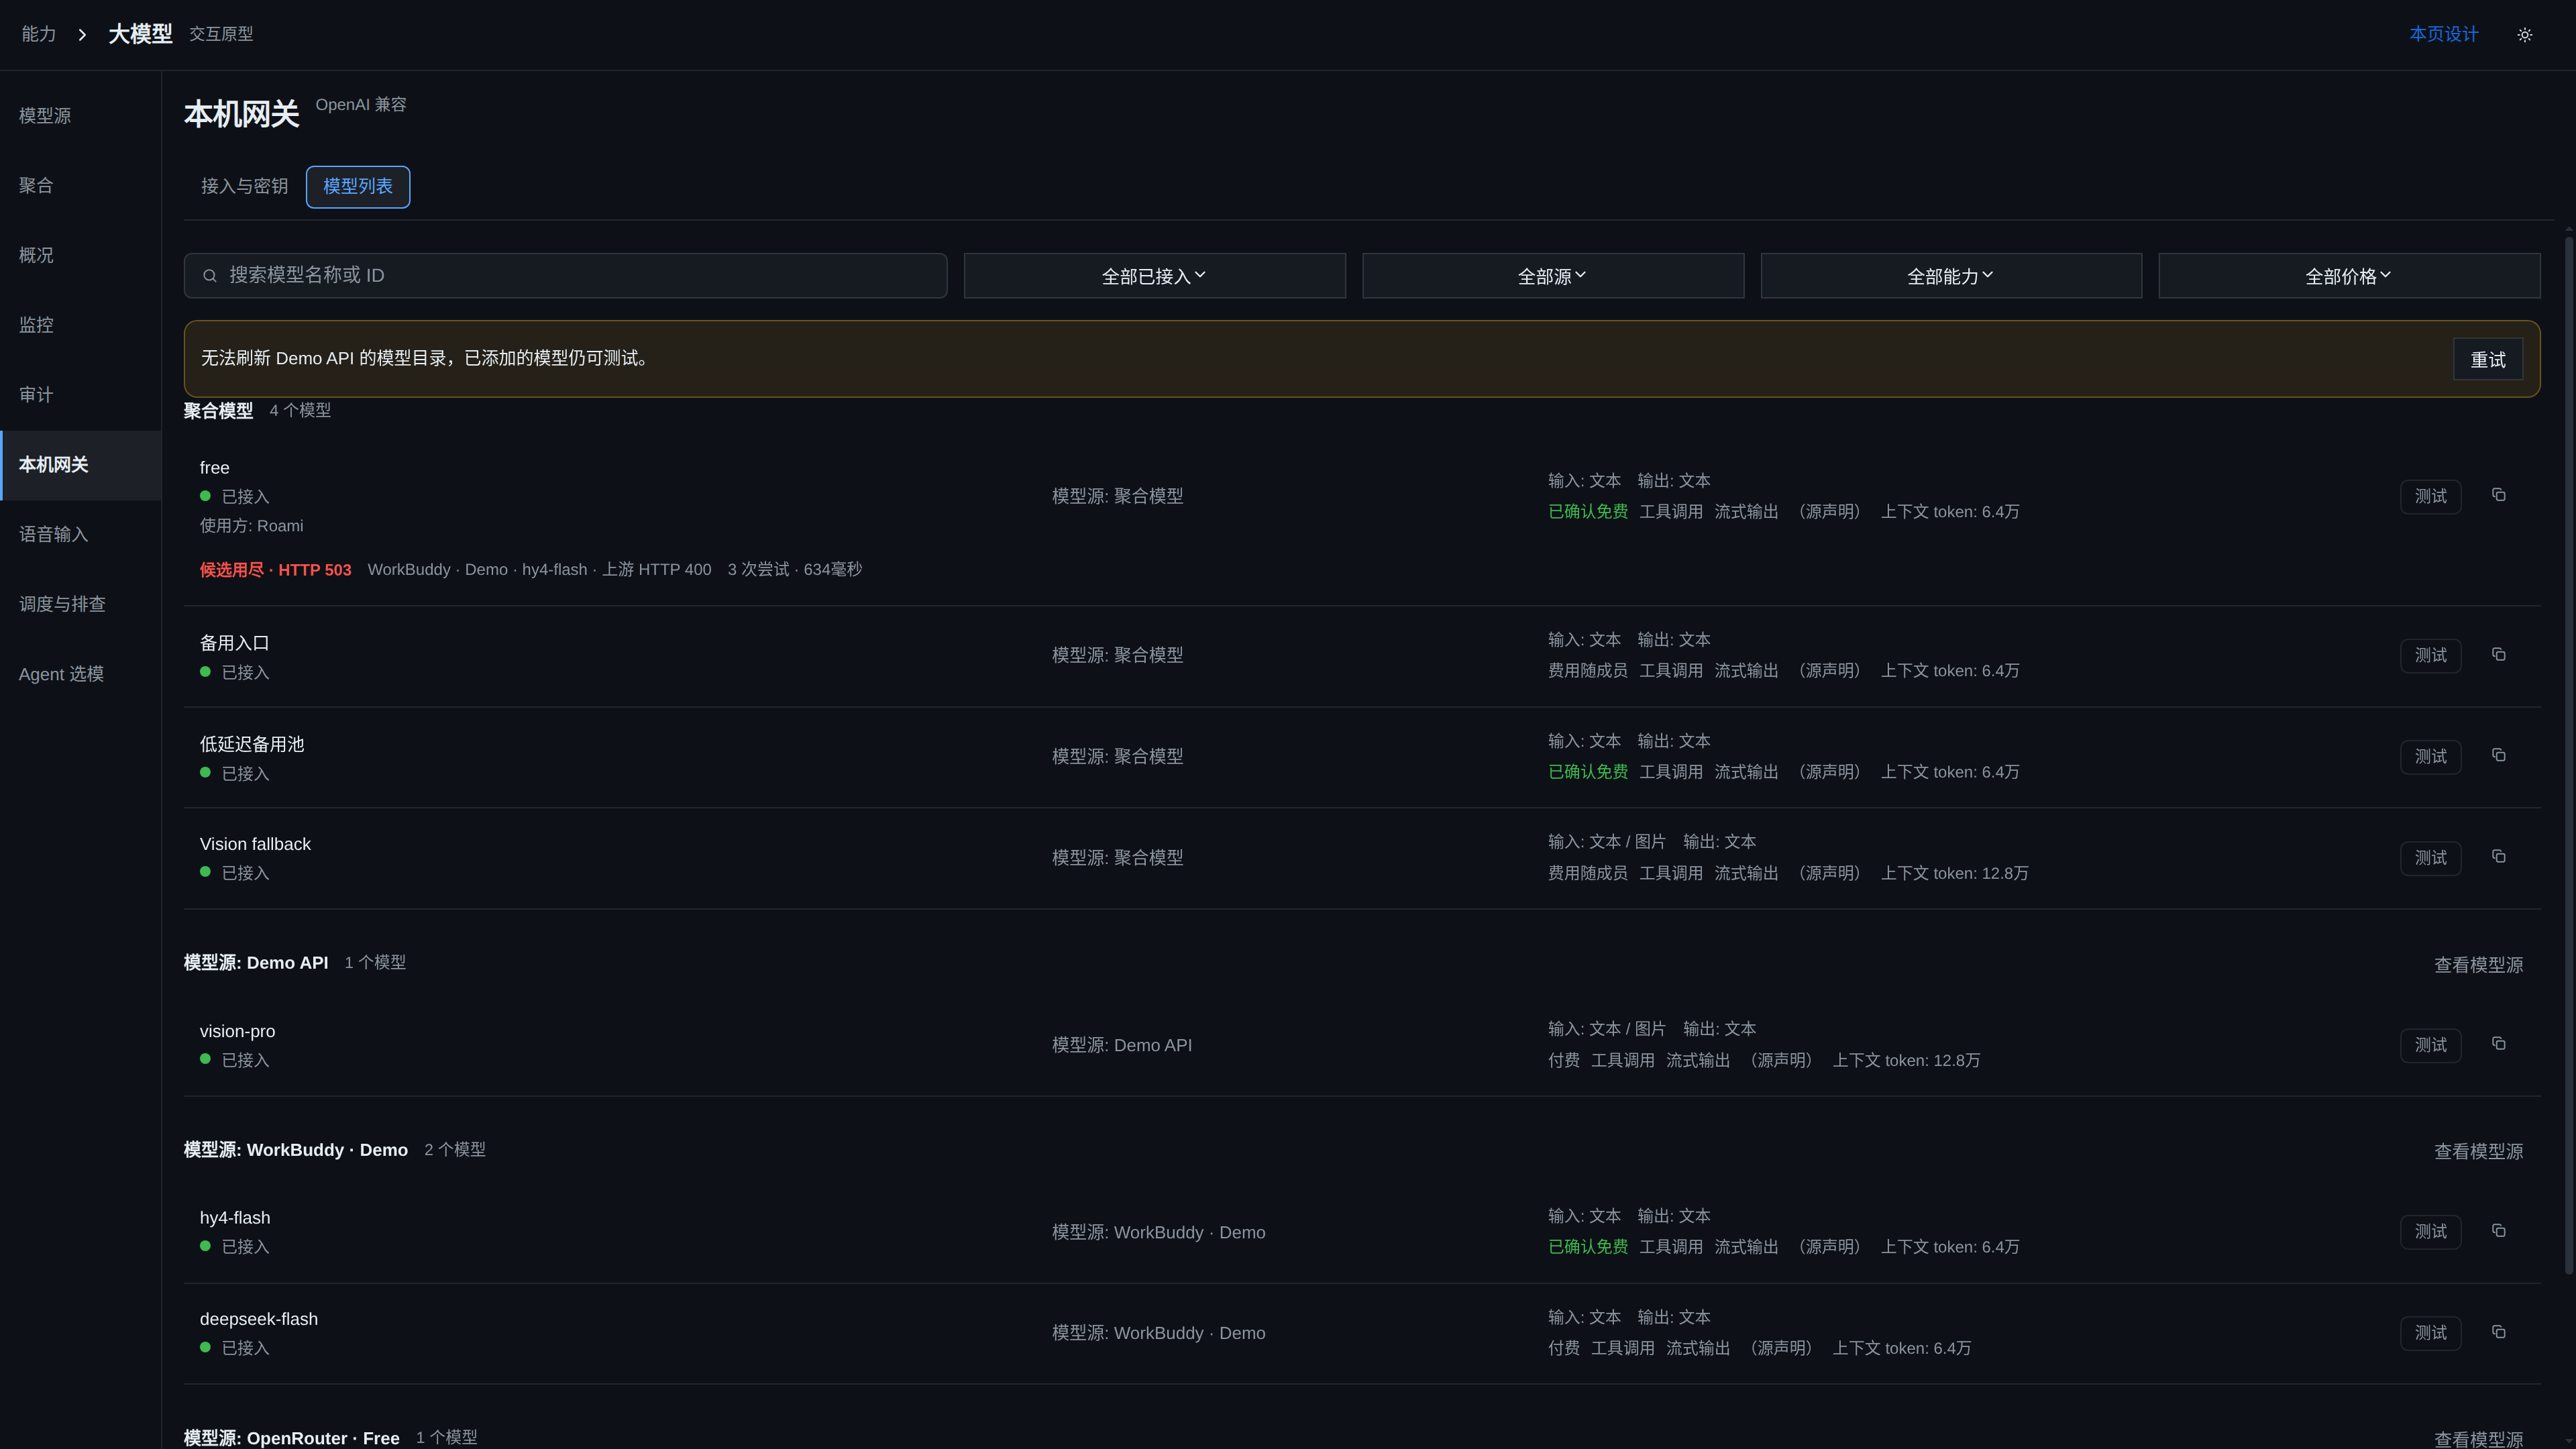 能力 大模型 交互原型 本页设计
模型源
聚合
概况
监控
审计
本机网关
语音输入
调度与排查
Agent 选模
本机网关 OpenAI 兼容
接入与密钥 模型列表
搜索模型名称或 ID 全部已接入 全部源 全部能力 全部价格
无法刷新 Demo API 的模型目录，已添加的模型仍可测试。 重试
聚合模型 4 个模型
free
已接入
使用方: Roami
模型源: 聚合模型
输入: 文本 输出: 文本
已确认免费 工具调用 流式输出 （源声明） 上下文 token: 6.4万
测试
候选用尽 · HTTP 503 WorkBuddy · Demo · hy4-flash · 上游 HTTP 400 3 次尝试 · 634毫秒
备用入口
已接入
模型源: 聚合模型
输入: 文本 输出: 文本
费用随成员 工具调用 流式输出 （源声明） 上下文 token: 6.4万
测试
低延迟备用池
已接入
模型源: 聚合模型
输入: 文本 输出: 文本
已确认免费 工具调用 流式输出 （源声明） 上下文 token: 6.4万
测试
Vision fallback
已接入
模型源: 聚合模型
输入: 文本 / 图片 输出: 文本
费用随成员 工具调用 流式输出 （源声明） 上下文 token: 12.8万
测试
模型源: Demo API 1 个模型 查看模型源
vision-pro
已接入
模型源: Demo API
输入: 文本 / 图片 输出: 文本
付费 工具调用 流式输出 （源声明） 上下文 token: 12.8万
测试
模型源: WorkBuddy · Demo 2 个模型 查看模型源
hy4-flash
已接入
模型源: WorkBuddy · Demo
输入: 文本 输出: 文本
已确认免费 工具调用 流式输出 （源声明） 上下文 token: 6.4万
测试
deepseek-flash
已接入
模型源: WorkBuddy · Demo
输入: 文本 输出: 文本
付费 工具调用 流式输出 （源声明） 上下文 token: 6.4万
测试
模型源: OpenRouter · Free 1 个模型 查看模型源